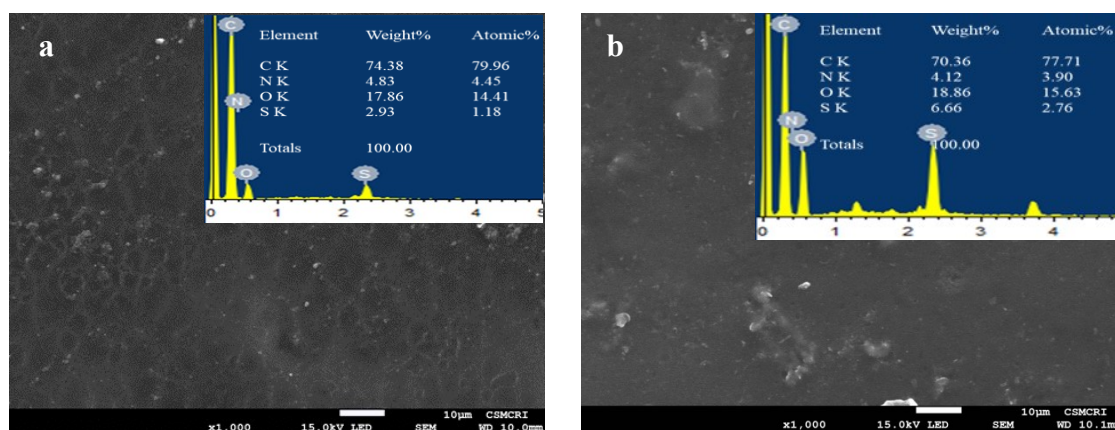 a
C
Element Weight% Atomic%
C K 74.38 79.96
N K 4.83 4.45
O K 17.86 14.41
S K 2.93 1.18
Totals 100.00
N
O
S
0 1 2 3 4 5
10µm CSMCRI
x1,000 15.0kV LED SEM WD 10.0mm
b
C
Element Weight% Atomic%
C K 70.36 77.71
N K 4.12 3.90
O K 18.86 15.63
S K 6.66 2.76
Totals 100.00
N
O
S
0 1 2 3 4
10µm CSMCRI
x1,000 15.0kV LED SEM WD 10.1m